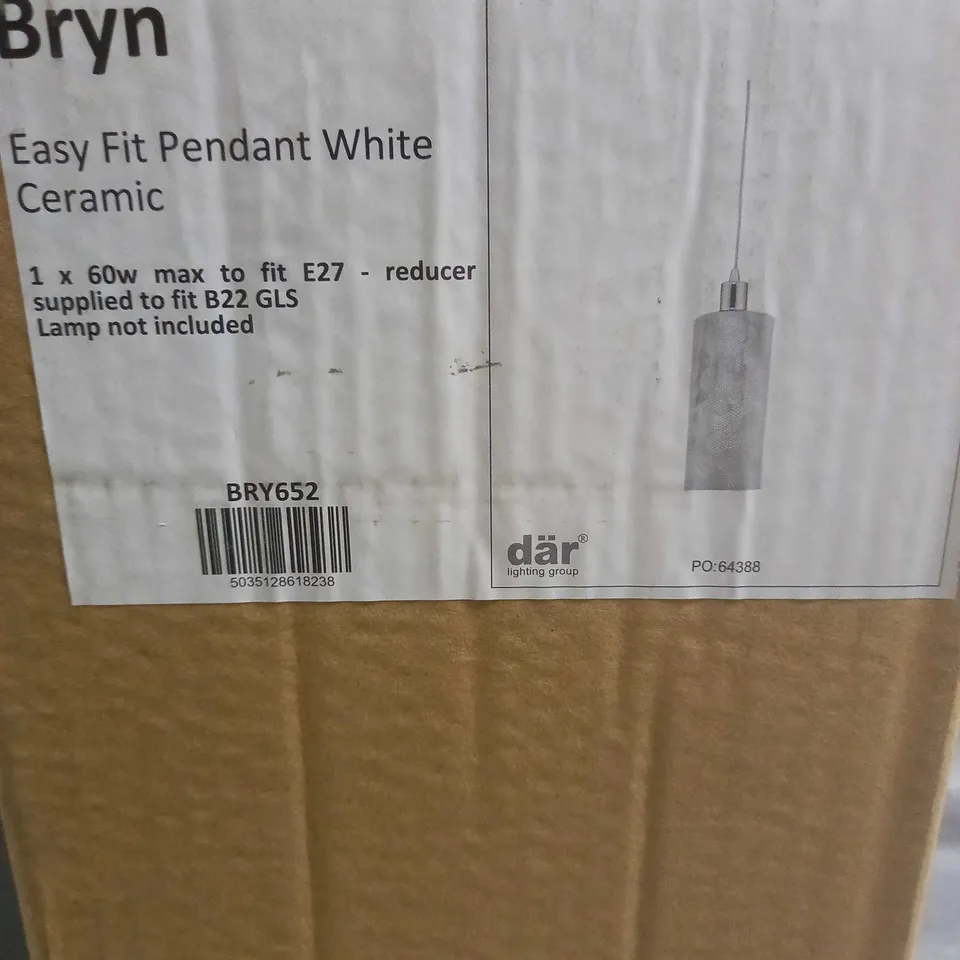 Bryn
Easy Fit Pendant White
Ceramic
1 x 60w max to fit E27 - reducer
supplied to fit B22 GLS
Lamp not included
BRY652
5035128618238
där®
lighting group
PO:64388